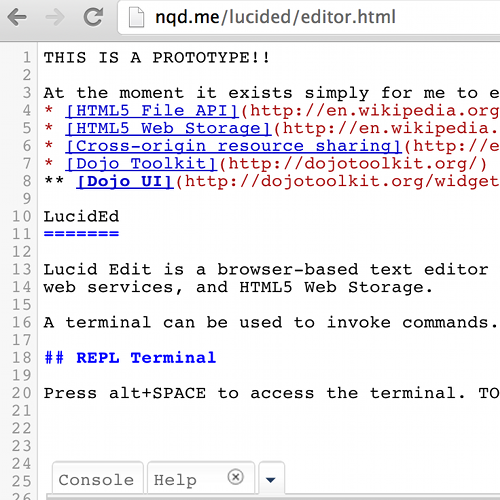 nqd.me/lucided/editor.html
1 THIS IS A PROTOTYPE!!
2
3 At the moment it exists simply for me to e
4 * [HTML5 File API](http://en.wikipedia.org
5 * [HTML5 Web Storage](http://en.wikipedia.
6 * [Cross-origin resource sharing](http://e
7 * [Dojo Toolkit](http://dojotoolkit.org/)
8 ** [Dojo UI](http://dojotoolkit.org/widget
9
10 LucidEd
11 =======
12
13 Lucid Edit is a browser-based text editor
14 web services, and HTML5 Web Storage.
15
16 A terminal can be used to invoke commands.
17
18 ## REPL Terminal
19
20 Press alt+SPACE to access the terminal. TO
21
22
23
24
25 Console Help
26